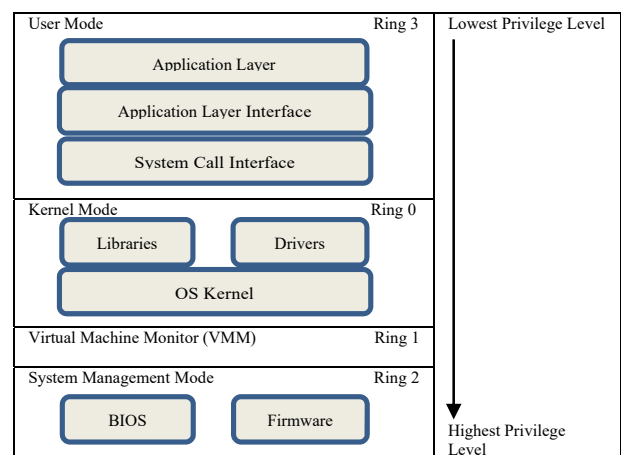 User Mode Ring 3
Application Layer
Application Layer Interface
System Call Interface
Kernel Mode Ring 0
Libraries Drivers
OS Kernel
Virtual Machine Monitor (VMM) Ring 1
System Management Mode Ring 2
BIOS Firmware
Lowest Privilege Level
Highest Privilege
Level